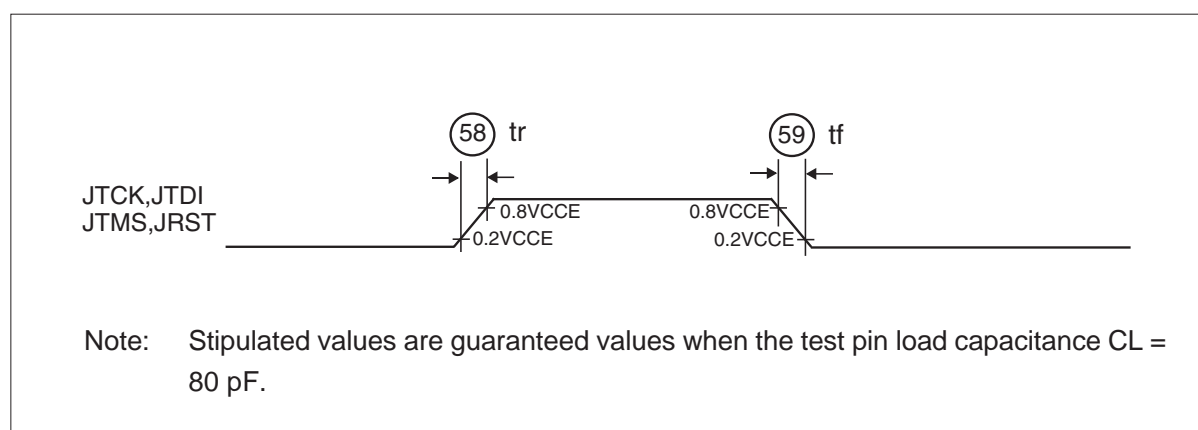 58 tr
59 tf
JTCK,JTDI
JTMS,JRST
0.8VCCE
0.8VCCE
0.2VCCE
0.2VCCE
Note: Stipulated values are guaranteed values when the test pin load capacitance CL =
80 pF.